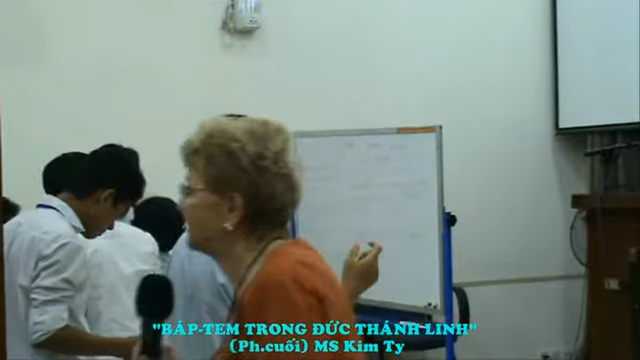 "BÁP-TEM TRONG ĐỨC THÁNH LINH"
(Ph.cuối) MS Kim Ty